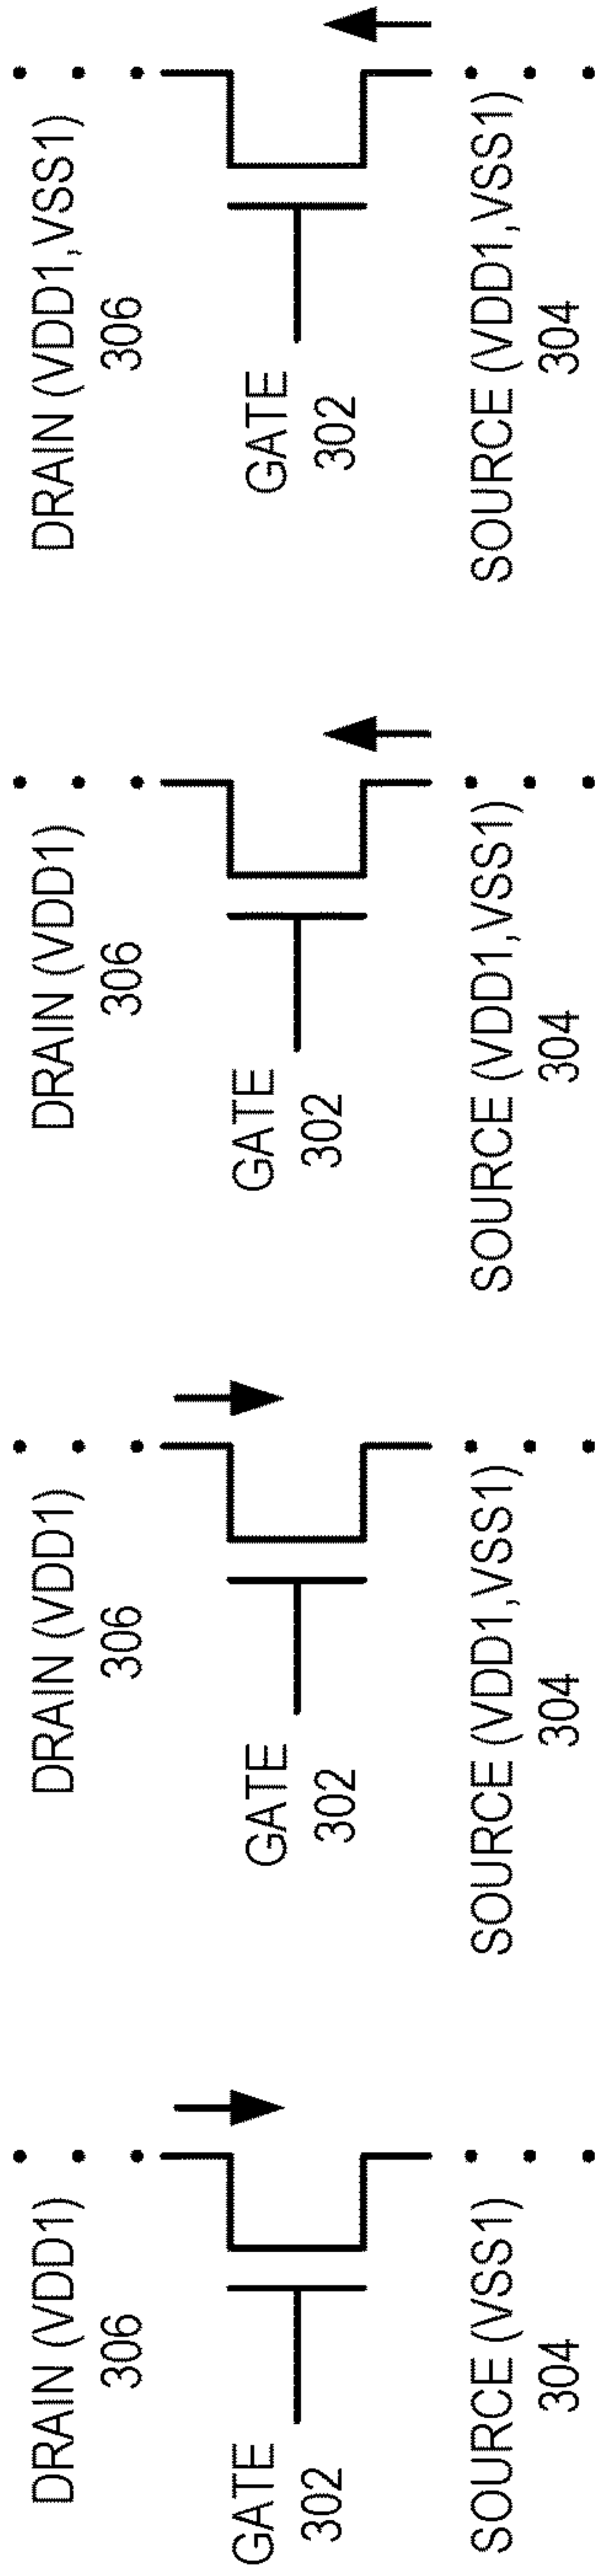 DRAIN (VDD1)
306
GATE
302
SOURCE (VSS1)
304
DRAIN (VDD1)
306
GATE
302
SOURCE (VDD1,VSS1)
304
DRAIN (VDD1)
306
GATE
302
SOURCE (VDD1,VSS1)
304
DRAIN (VDD1,VSS1)
306
GATE
302
SOURCE (VDD1,VSS1)
304